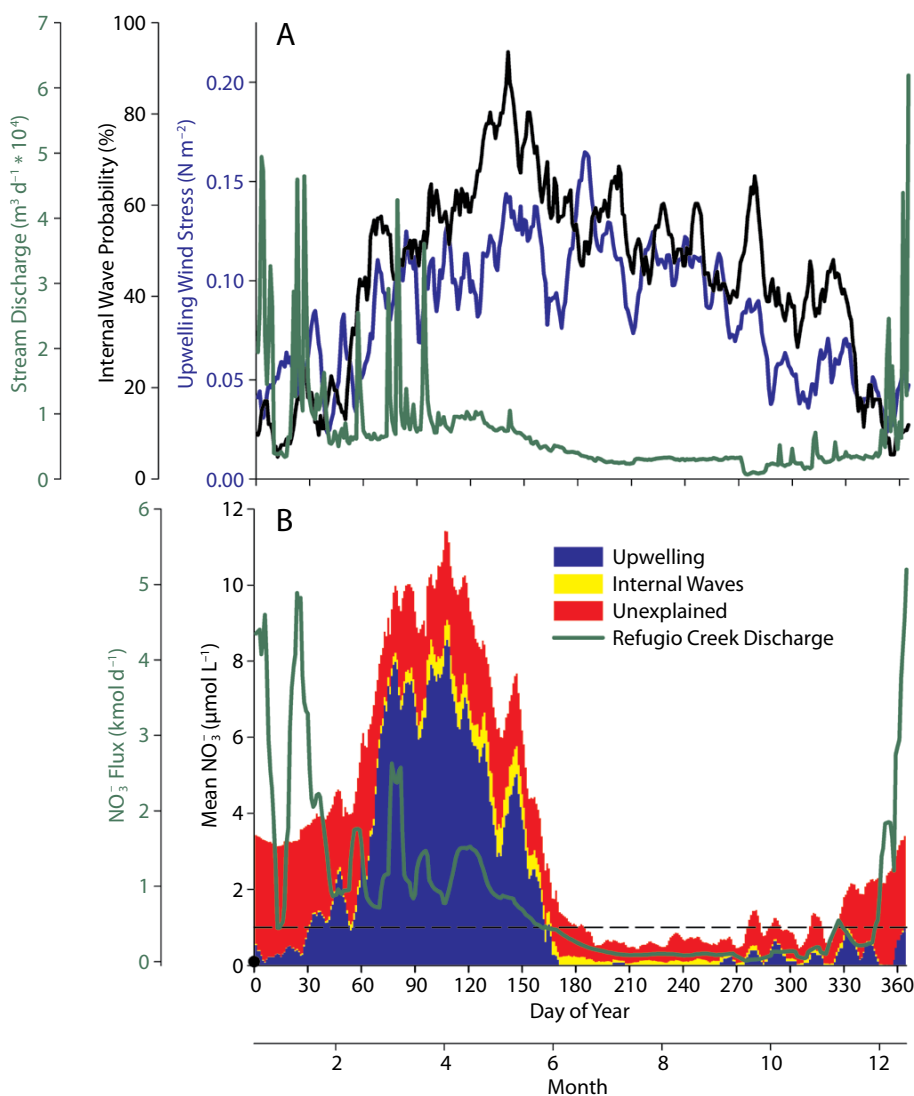 A
Stream Discharge (m³ d⁻¹ * 10⁴)
7
6
5
4
3
2
1
0
Internal Wave Probability (%)
100
80
60
40
20
0
Upwelling Wind Stress (N m⁻²)
0.20
0.15
0.10
0.05
0.00
B
NO₃⁻ Flux (kmol d⁻¹)
6
5
4
3
2
1
0
Mean NO₃⁻ (µmol L⁻¹)
12
10
8
6
4
2
0
Upwelling
Internal Waves
Unexplained
Refugio Creek Discharge
0 30 60 90 120 150 180 210 240 270 300 330 360
Day of Year
2 4 6 8 10 12
Month